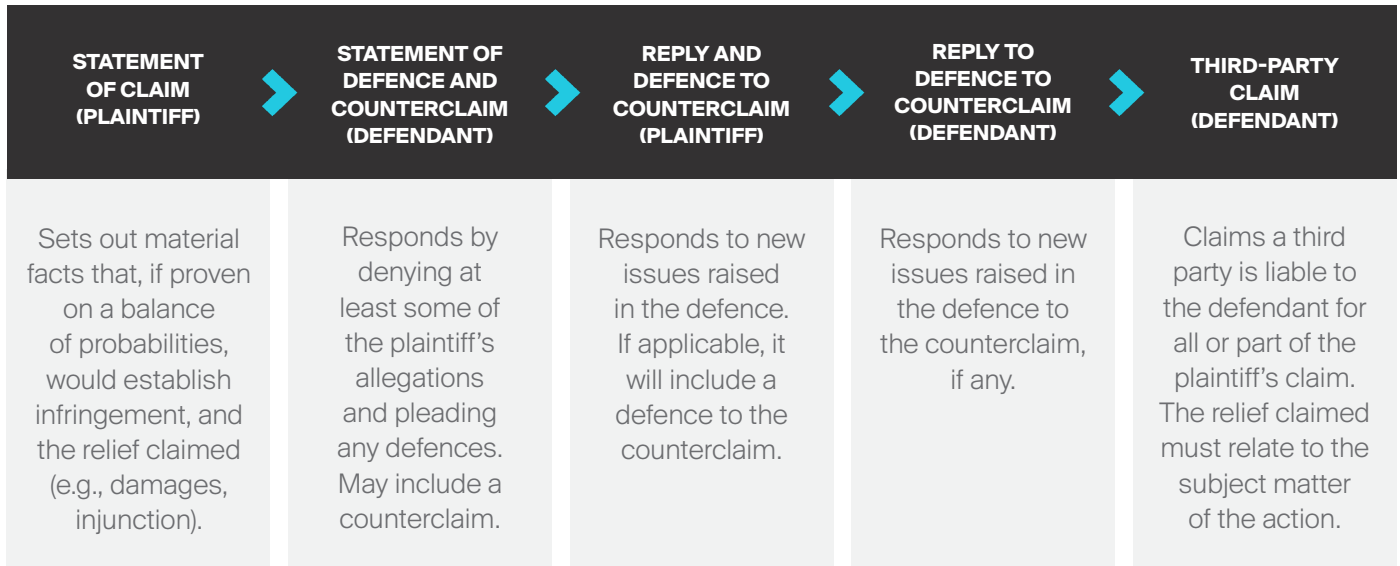 STATEMENT
OF CLAIM
(PLAINTIFF)
STATEMENT OF
DEFENCE AND
COUNTERCLAIM
(DEFENDANT)
REPLY AND
DEFENCE TO
COUNTERCLAIM
(PLAINTIFF)
REPLY TO
DEFENCE TO
COUNTERCLAIM
(DEFENDANT)
THIRD-PARTY
CLAIM
(DEFENDANT)
Sets out material
facts that, if proven
on a balance
of probabilities,
would establish
infringement, and
the relief claimed
(e.g., damages,
injunction).
Responds by
denying at
least some of
the plaintiff's
allegations
and pleading
any defences.
May include a
counterclaim.
Responds to new
issues raised
in the defence.
If applicable, it
will include a
defence to the
counterclaim.
Responds to new
issues raised in
the defence to
the counterclaim,
if any.
Claims a third
party is liable to
the defendant for
all or part of the
plaintiff's claim.
The relief claimed
must relate to the
subject matter
of the action.